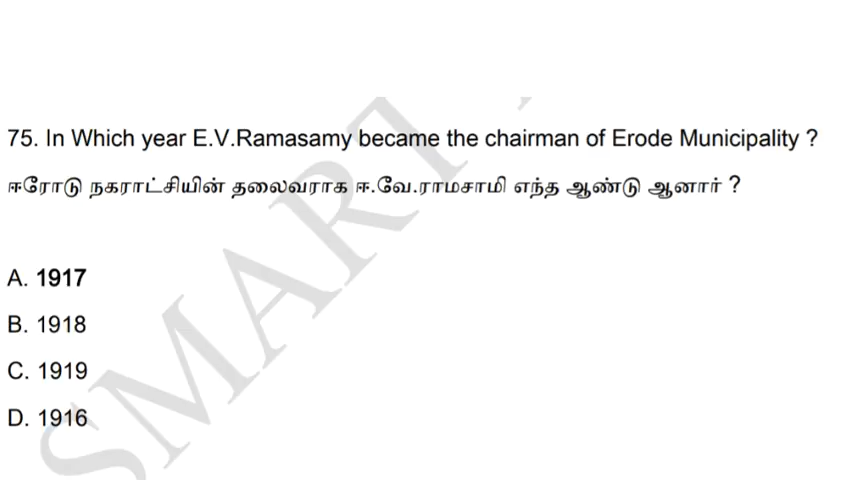 75. In Which year E.V.Ramasamy became the chairman of Erode Municipality ?
ஈரோடு நகராட்சியின் தலைவராக ஈ.வே.ராமசாமி எந்த ஆண்டு ஆனார் ?
A. 1917
B. 1918
C. 1919
D. 1916
SMART